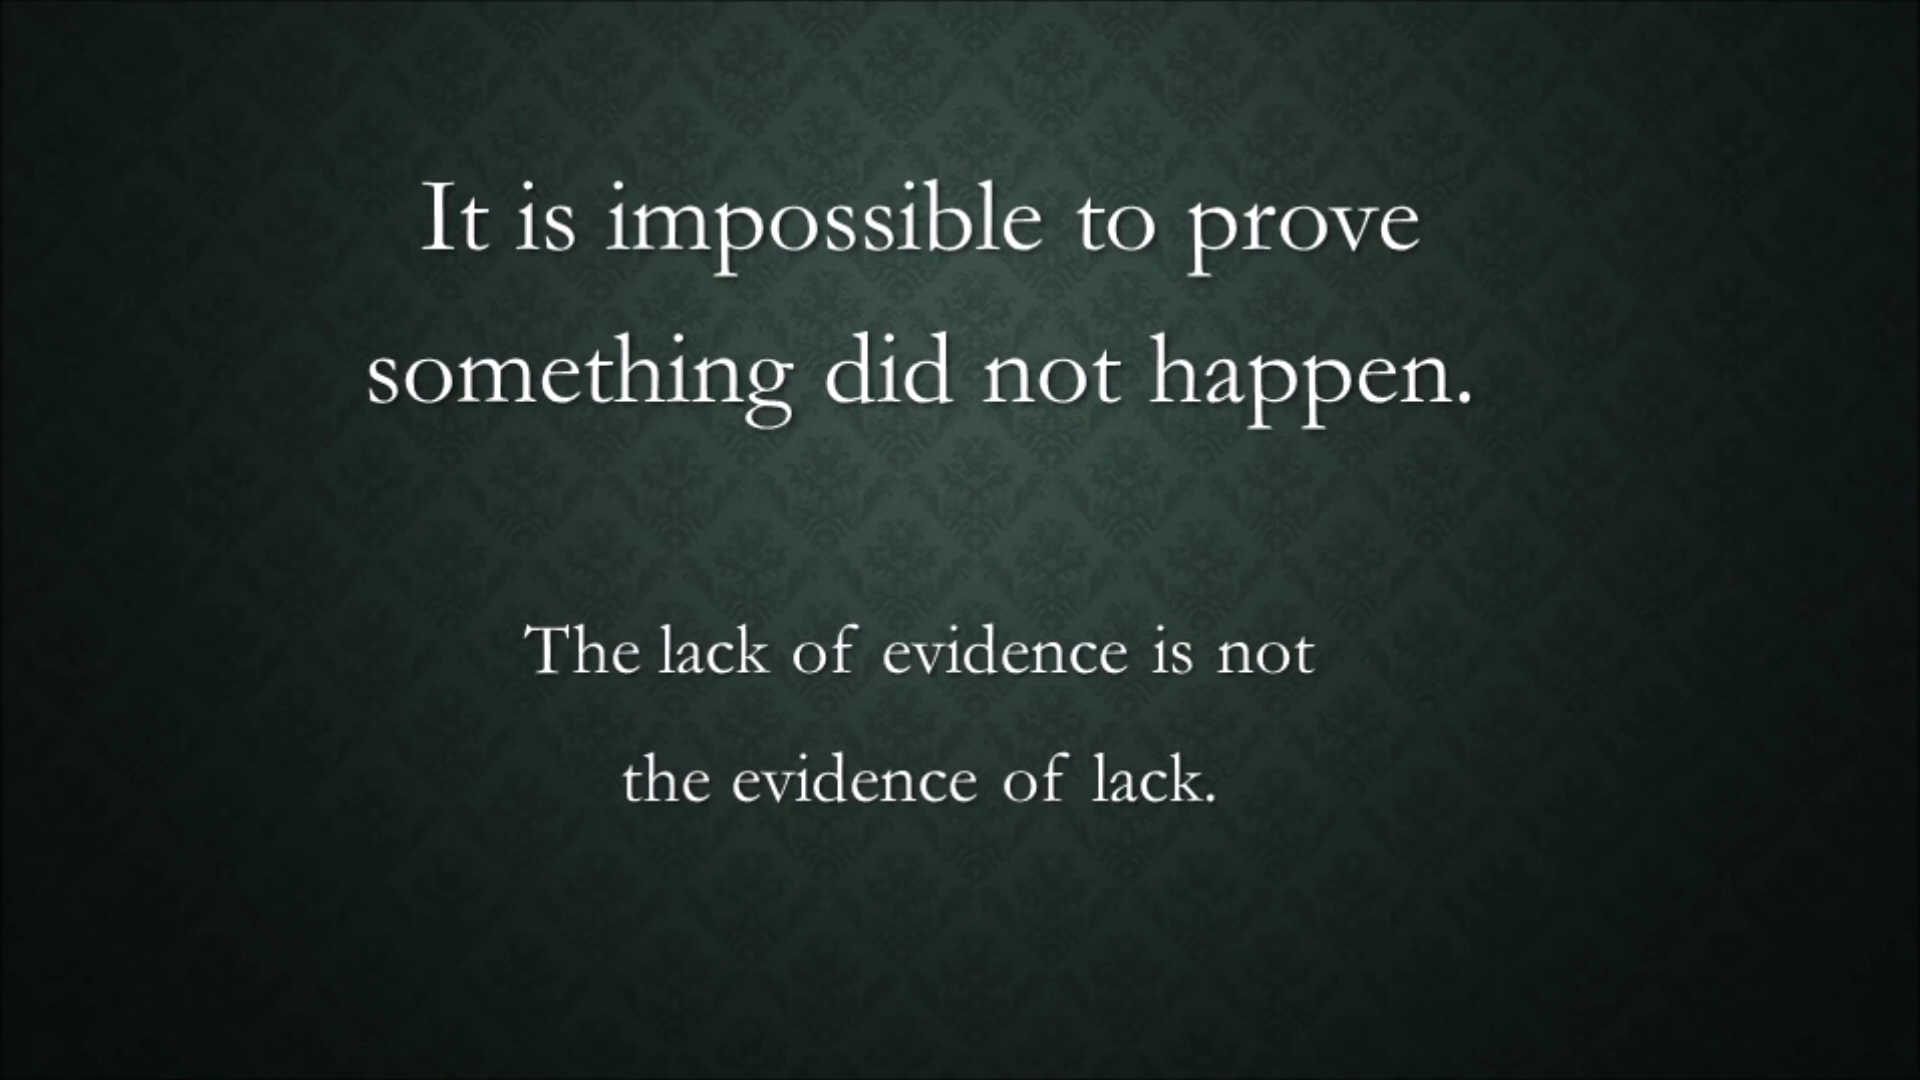 It is impossible to prove
something did not happen.
The lack of evidence is not
the evidence of lack.